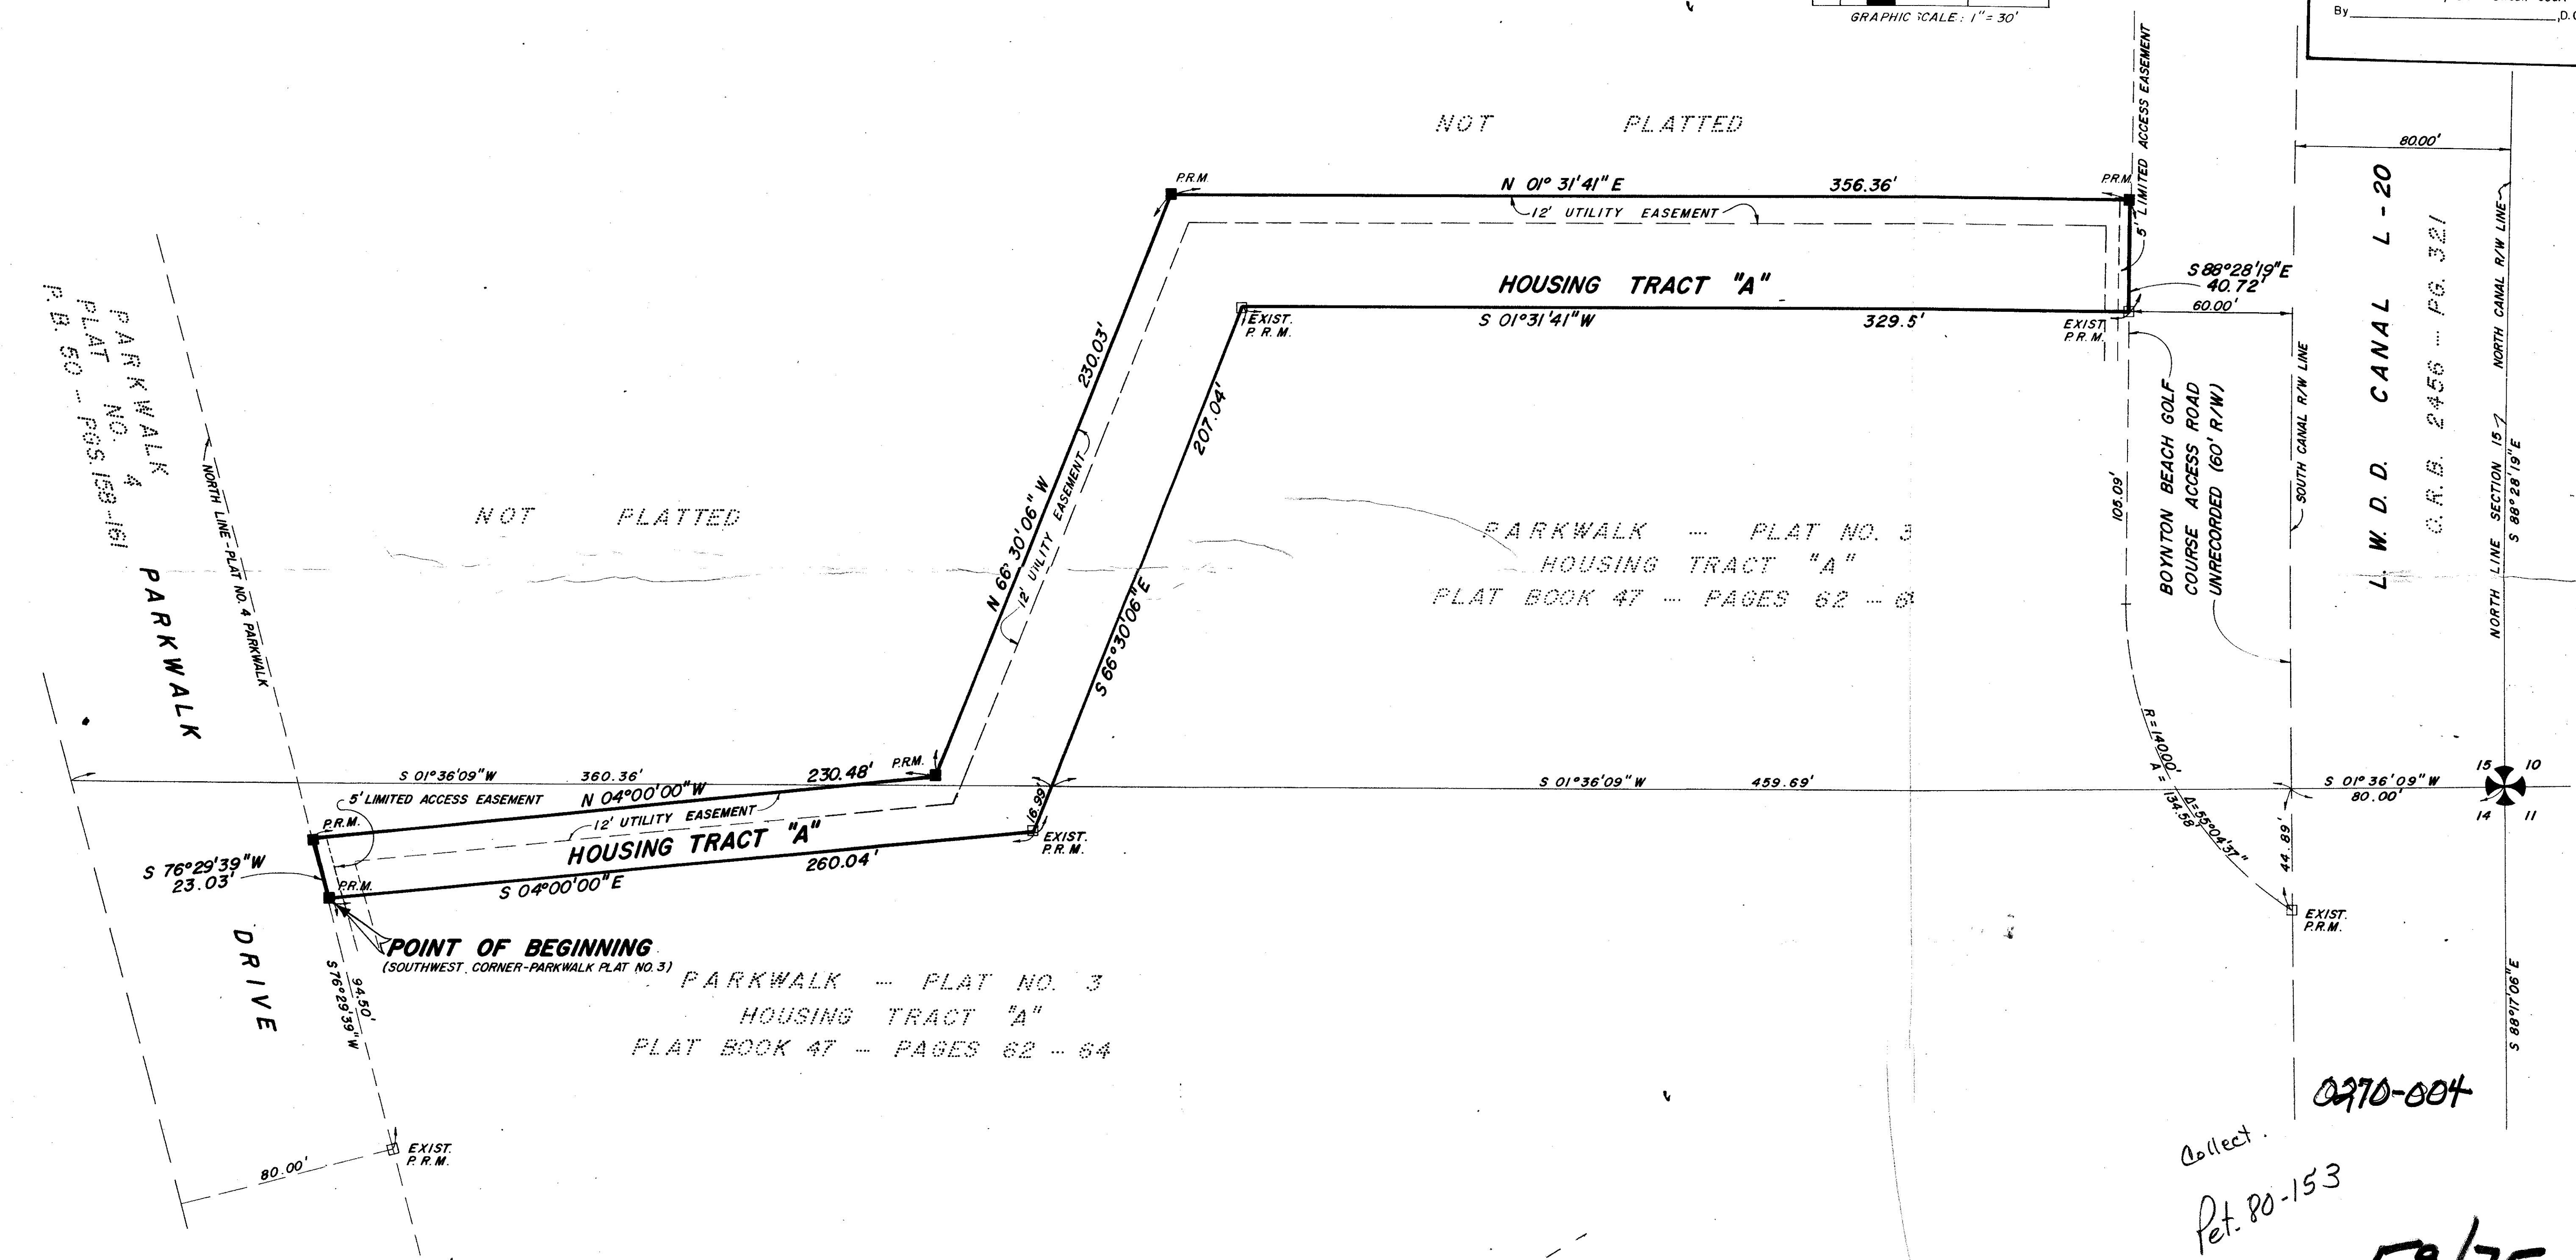 GRAPHIC SCALE: 1" = 30'
By ,D.C
NOT PLATTED
5' LIMITED ACCESS EASEMENT
80.00'
P.R.M.
N 01° 31' 41" E 356.36'
P.R.M.
12' UTILITY EASEMENT
HOUSING TRACT "A"
S 88° 28' 19" E
40.72'
60.00'
EXIST.
P.R.M.
S 01° 31' 41" W 329.5'
EXIST.
P.R.M.
L. W. D. D. CANAL L-20
O.R.B. 2456 -- PG. 321
NORTH CANAL R/W LINE
NORTH LINE SECTION 15
S 88° 28' 19" E
SOUTH CANAL R/W LINE
BOYNTON BEACH GOLF
COURSE ACCESS ROAD
UNRECORDED (60' R/W)
105.09'
PARKWALK
PLAT NO. 4
P.B. 50 -- PGS. 158-161
NORTH LINE - PLAT NO. 4 PARKWALK
PARKWALK
DRIVE
NOT PLATTED
230.03'
N 66° 30' 06" W
12' UTILITY EASEMENT
207.04'
S 66° 30' 06" E
PARKWALK -- PLAT NO. 3
HOUSING TRACT "A"
PLAT BOOK 47 -- PAGES 62 -- 6
S 01° 36' 09" W 360.36'
230.48'
P.R.M.
N 04° 00' 00" W
5' LIMITED ACCESS EASEMENT
12' UTILITY EASEMENT
HOUSING TRACT "A"
P.R.M.
S 76° 29' 39" W
23.03'
P.R.M.
S 04° 00' 00" E
260.04'
16.99'
EXIST.
P.R.M.
S 01° 36' 09" W 459.69'
R = 140.00'
A = 134.58'
Δ = 55° 04' 37"
44.89'
S 01° 36' 09" W
80.00'
15 10
14 11
EXIST.
P.R.M.
S 88° 17' 06" E
POINT OF BEGINNING
(SOUTHWEST CORNER-PARKWALK PLAT NO. 3)
94.50'
S 76° 29' 39" W
PARKWALK -- PLAT NO. 3
HOUSING TRACT "A"
PLAT BOOK 47 -- PAGES 62 -- 64
EXIST.
P.R.M.
80.00'
0270-004
Collect.
Pet. 80-153